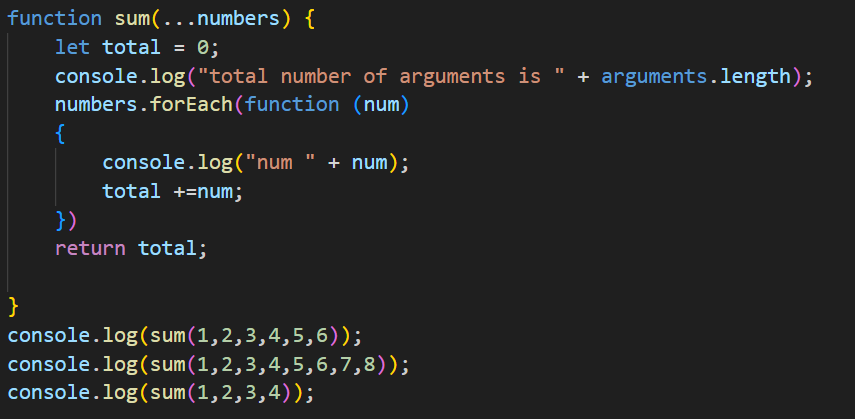 function sum(...numbers) {
    let total = 0;
    console.log("total number of arguments is " + arguments.length);
    numbers.forEach(function (num)
    {
        console.log("num " + num);
        total +=num;
    })
    return total;

}
console.log(sum(1,2,3,4,5,6));
console.log(sum(1,2,3,4,5,6,7,8));
console.log(sum(1,2,3,4));